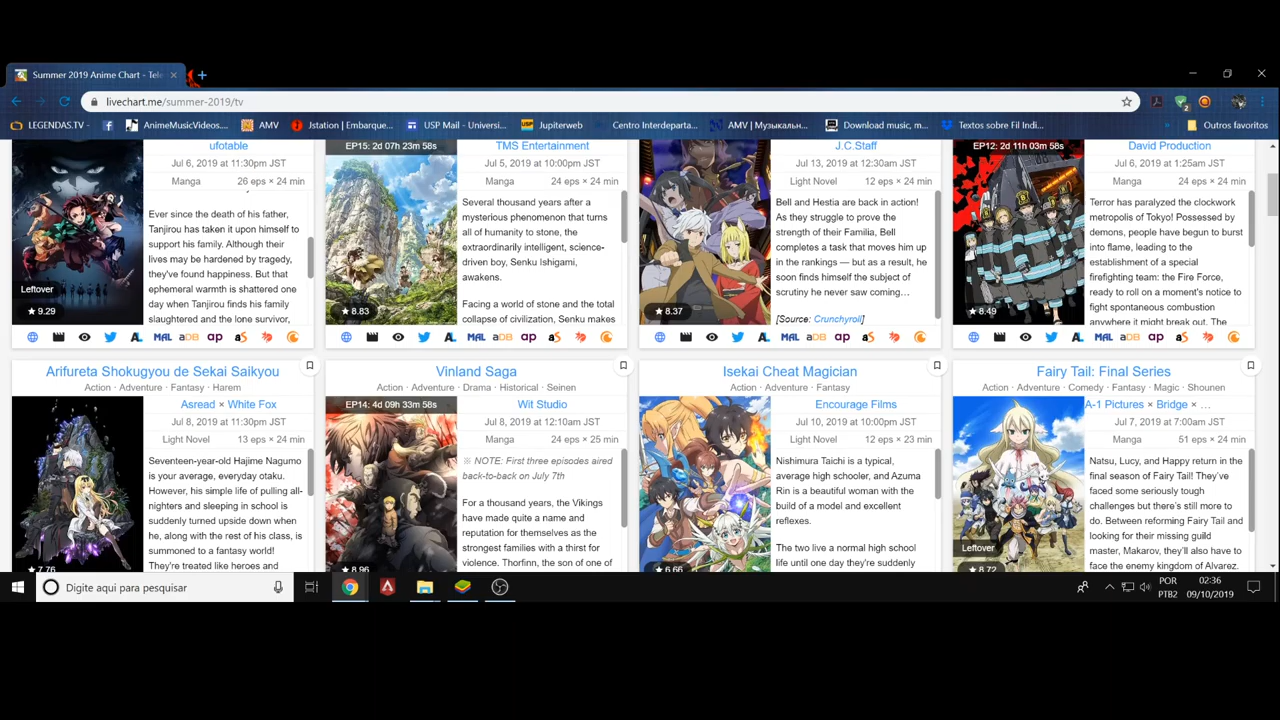 Summer 2019 Anime Chart - Tele
livechart.me/summer-2019/tv
2
LEGENDAS.TV -
AnimeMusicVideos....
AMV
Jstation | Embarque...
USP Mail - Universi...
Jupiterweb
Centro Interdeparta...
AMV | Музыкальн...
Download music, m...
Textos sobre Fil Indi...
»
Outros favoritos
ufotable
Jul 6, 2019 at 11:30pm JST
Manga 26 eps × 24 min
Ever since the death of his father,
Tanjirou has taken it upon himself to
support his family. Although their
lives may be hardened by tragedy,
they've found happiness. But that
ephemeral warmth is shattered one
day when Tanjirou finds his family
slaughtered and the lone survivor,
Leftover
★9.29
EP15: 2d 07h 23m 58s
TMS Entertainment
Jul 5, 2019 at 10:00pm JST
Manga 24 eps × 24 min
Several thousand years after a
mysterious phenomenon that turns
all of humanity to stone, the
extraordinarily intelligent, science-
driven boy, Senku Ishigami,
awakens.
Facing a world of stone and the total
collapse of civilization, Senku makes
★8.83
J.C.Staff
Jul 13, 2019 at 12:30am JST
Light Novel 12 eps × 24 min
Bell and Hestia are back in action!
As they struggle to prove the
strength of their Familia, Bell
completes a task that moves him up
in the rankings — but as a result, he
soon finds himself the subject of
scrutiny he never saw coming…
[Source: Crunchyroll]
★8.37
EP12: 2d 11h 03m 58s
David Production
Jul 6, 2019 at 1:25am JST
Manga 24 eps × 24 min
Terror has paralyzed the clockwork
metropolis of Tokyo! Possessed by
demons, people have begun to burst
into flame, leading to the
establishment of a special
firefighting team: the Fire Force,
ready to roll on a moment's notice to
fight spontaneous combustion
anywhere it might break out. The
★8.49
A. MAL aDB ap aS
A. MAL aDB ap aS
A. MAL aDB ap aS
A. MAL aDB ap aS
Arifureta Shokugyou de Sekai Saikyou
Action · Adventure · Fantasy · Harem
Asread × White Fox
Jul 8, 2019 at 11:30pm JST
Light Novel 13 eps × 24 min
Seventeen-year-old Hajime Nagumo
is your average, everyday otaku.
However, his simple life of pulling all-
nighters and sleeping in school is
suddenly turned upside down when
he, along with the rest of his class, is
summoned to a fantasy world!
They're treated like heroes and
★7.76
Vinland Saga
Action · Adventure · Drama · Historical · Seinen
EP14: 4d 09h 33m 58s
Wit Studio
Jul 8, 2019 at 12:10am JST
Manga 24 eps × 25 min
※ NOTE: First three episodes aired
back-to-back on July 7th
For a thousand years, the Vikings
have made quite a name and
reputation for themselves as the
strongest families with a thirst for
violence. Thorfinn, the son of one of
★8.96
Isekai Cheat Magician
Action · Adventure · Fantasy
Encourage Films
Jul 10, 2019 at 10:00pm JST
Light Novel 12 eps × 23 min
Nishimura Taichi is a typical,
average high schooler, and Azuma
Rin is a beautiful woman with the
build of a model and excellent
reflexes.
The two live a normal high school
life until one day they're suddenly
★6.66
Fairy Tail: Final Series
Action · Adventure · Comedy · Fantasy · Magic · Shounen
A-1 Pictures × Bridge × …
Jul 7, 2019 at 7:00am JST
Manga 51 eps × 24 min
Natsu, Lucy, and Happy return in the
final season of Fairy Tail! They've
faced some seriously tough
challenges but there's still more to
do. Between reforming Fairy Tail and
looking for their missing guild
master, Makarov, they'll also have to
face the enemy kingdom of Alvarez.
Leftover
★8.72
Digite aqui para pesquisar
POR
PTB2
02:36
09/10/2019